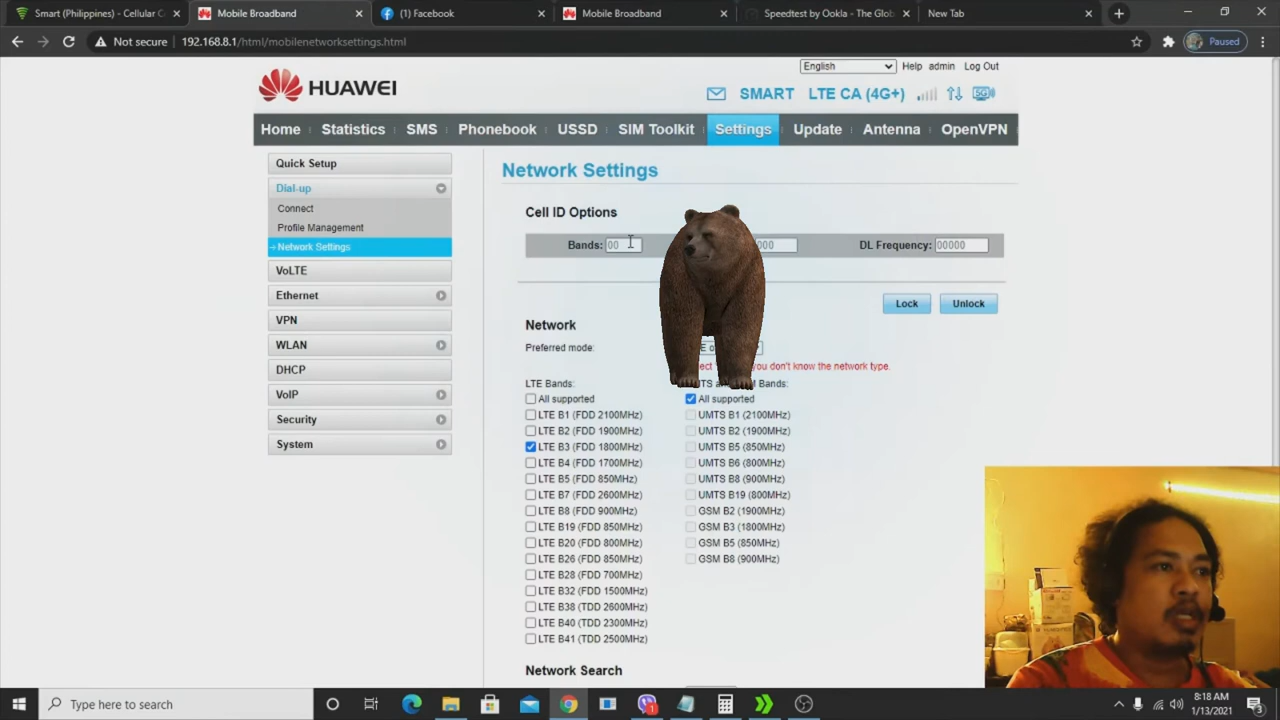 Smart (Philippines) - Cellular C
Mobile Broadband
(1) Facebook
Mobile Broadband
Speedtest by Ookla - The Glob
New Tab
Not secure
192.168.8.1/html/mobilenetworksettings.html
Paused
English
Help admin Log Out
HUAWEI
SMART LTE CA (4G+)
5G
Home Statistics SMS Phonebook USSD SIM Toolkit Settings Update Antenna OpenVPN
Quick Setup
Dial-up
Connect
Profile Management
Network Settings
VoLTE
Ethernet
VPN
WLAN
DHCP
VoIP
Security
System
Network Settings
Cell ID Options
Bands: 00
DL Frequency: 00000
Lock Unlock
Network
Preferred mode:
you don't know the network type.
LTE Bands:
All supported
LTE B1 (FDD 2100MHz)
LTE B2 (FDD 1900MHz)
LTE B3 (FDD 1800MHz)
LTE B4 (FDD 1700MHz)
LTE B5 (FDD 850MHz)
LTE B7 (FDD 2600MHz)
LTE B8 (FDD 900MHz)
LTE B19 (FDD 850MHz)
LTE B20 (FDD 800MHz)
LTE B26 (FDD 850MHz)
LTE B28 (FDD 700MHz)
LTE B32 (FDD 1500MHz)
LTE B38 (TDD 2600MHz)
LTE B40 (TDD 2300MHz)
LTE B41 (TDD 2500MHz)
Bands:
All supported
UMTS B1 (2100MHz)
UMTS B2 (1900MHz)
UMTS B5 (850MHz)
UMTS B6 (800MHz)
UMTS B8 (900MHz)
UMTS B19 (800MHz)
GSM B2 (1900MHz)
GSM B3 (1800MHz)
GSM B5 (850MHz)
GSM B8 (900MHz)
Network Search
HUAWEI
Type here to search
1
8:18 AM
1/13/2021
3